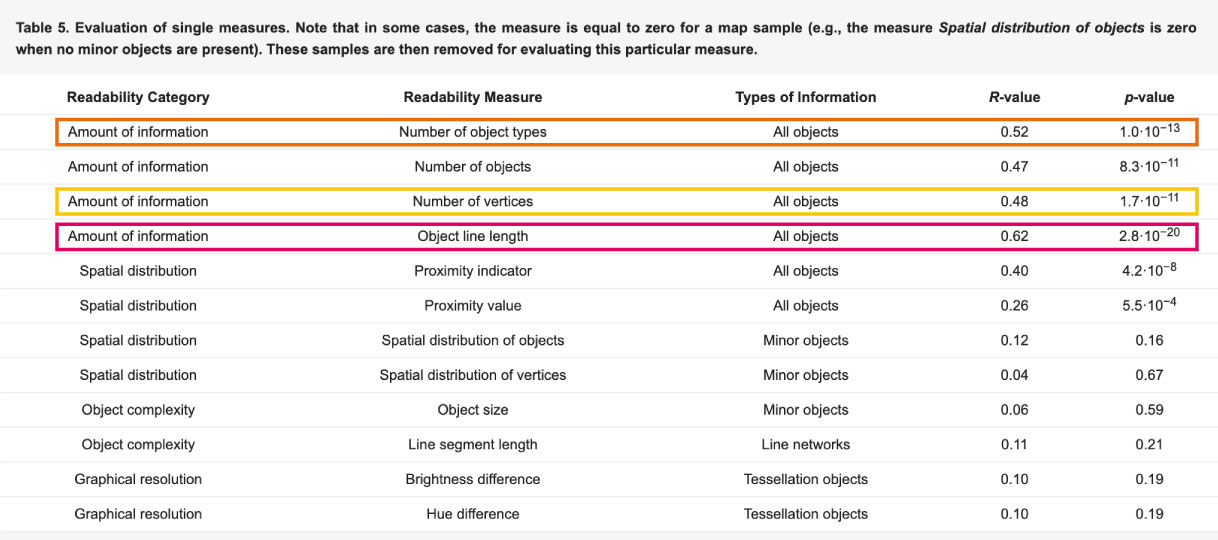 Table 5. Evaluation of single measures. Note that in some cases, the measure is equal to zero for a map sample (e.g., the measure Spatial distribution of objects is zero
when no minor objects are present). These samples are then removed for evaluating this particular measure.
Readability Category Readability Measure Types of Information R-value p-value
Amount of information Number of object types All objects 0.52 1.0·10⁻¹³
Amount of information Number of objects All objects 0.47 8.3·10⁻¹¹
Amount of information Number of vertices All objects 0.48 1.7·10⁻¹¹
Amount of information Object line length All objects 0.62 2.8·10⁻²⁰
Spatial distribution Proximity indicator All objects 0.40 4.2·10⁻⁸
Spatial distribution Proximity value All objects 0.26 5.5·10⁻⁴
Spatial distribution Spatial distribution of objects Minor objects 0.12 0.16
Spatial distribution Spatial distribution of vertices Minor objects 0.04 0.67
Object complexity Object size Minor objects 0.06 0.59
Object complexity Line segment length Line networks 0.11 0.21
Graphical resolution Brightness difference Tessellation objects 0.10 0.19
Graphical resolution Hue difference Tessellation objects 0.10 0.19